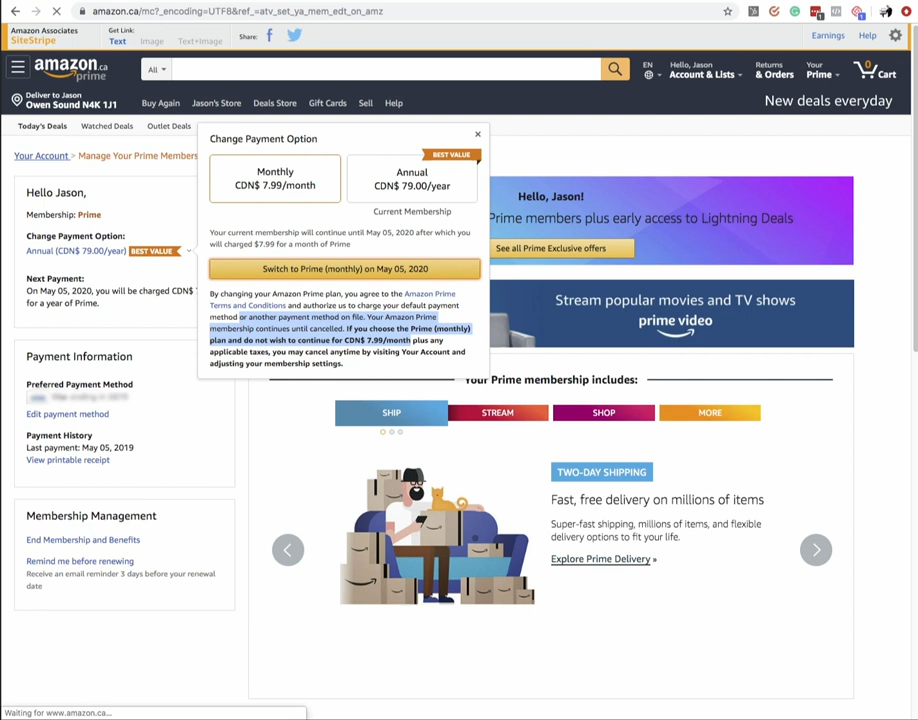 amazon.ca/mc?_encoding=UTF8&ref_=atv_set_ya_mem_edt_on_amz
Amazon Associates
SiteStripe
Get Link:
Text Image Text+Image
Share:
Earnings Help
amazon.ca
prime
All
EN
Hello, Jason
Account & Lists
Returns
& Orders
Your
Prime
0
Cart
Deliver to Jason
Owen Sound N4K 1J1
Buy Again Jason's Store Deals Store Gift Cards Sell Help
New deals everyday
Today's Deals Watched Deals Outlet Deals
Your Account > Manage Your Prime Members
Hello Jason,
Membership: Prime
Change Payment Option:
Annual (CDN$ 79.00/year) BEST VALUE
Next Payment:
On May 05, 2020, you will be charged CDN$
for a year of Prime.
Change Payment Option
BEST VALUE
Monthly
CDN$ 7.99/month
Annual
CDN$ 79.00/year
Current Membership
Your current membership will continue until May 05, 2020 after which you
will charged $7.99 for a month of Prime
Switch to Prime (monthly) on May 05, 2020
By changing your Amazon Prime plan, you agree to the Amazon Prime
Terms and Conditions and authorize us to charge your default payment
method or another payment method on file. Your Amazon Prime
membership continues until cancelled. If you choose the Prime (monthly)
plan and do not wish to continue for CDN$ 7.99/month plus any
applicable taxes, you may cancel anytime by visiting Your Account and
adjusting your membership settings.
Hello, Jason!
Prime members plus early access to Lightning Deals
See all Prime Exclusive offers
Stream popular movies and TV shows
prime video
Payment Information
Preferred Payment Method
Edit payment method
Payment History
Last payment: May 05, 2019
View printable receipt
Membership Management
End Membership and Benefits
Remind me before renewing
Receive an email reminder 3 days before your renewal
date
Your Prime membership includes:
SHIP STREAM SHOP MORE
TWO-DAY SHIPPING
Fast, free delivery on millions of items
Super-fast shipping, millions of items, and flexible
delivery options to fit your life.
Explore Prime Delivery »
Waiting for www.amazon.ca...